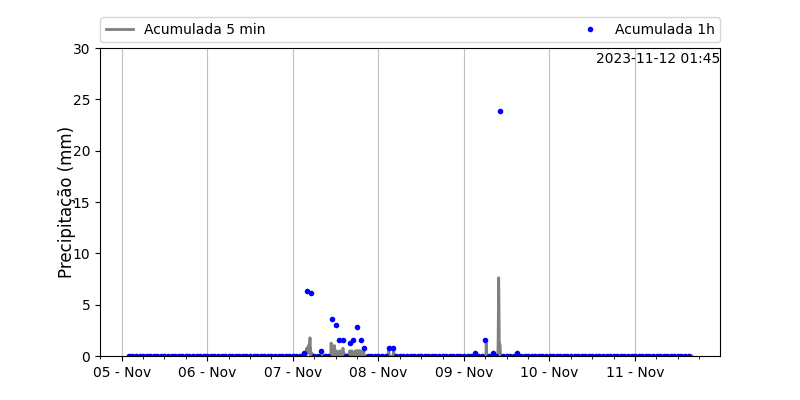 Acumulada 5 min
Acumulada 1h
2023-11-12 01:45
Precipitação (mm)
30
25
20
15
10
5
0
05 - Nov
06 - Nov
07 - Nov
08 - Nov
09 - Nov
10 - Nov
11 - Nov